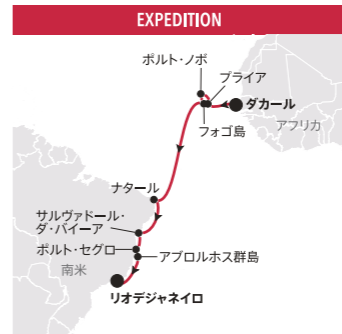 EXPEDITION
ポルト・ノボ
プライア
ダカール
フォゴ島
アフリカ
ナタール
サルヴァドール・
ダ・バイーア
ポルト・セグロ
アブロルホス群島
南米
リオデジャネイロ